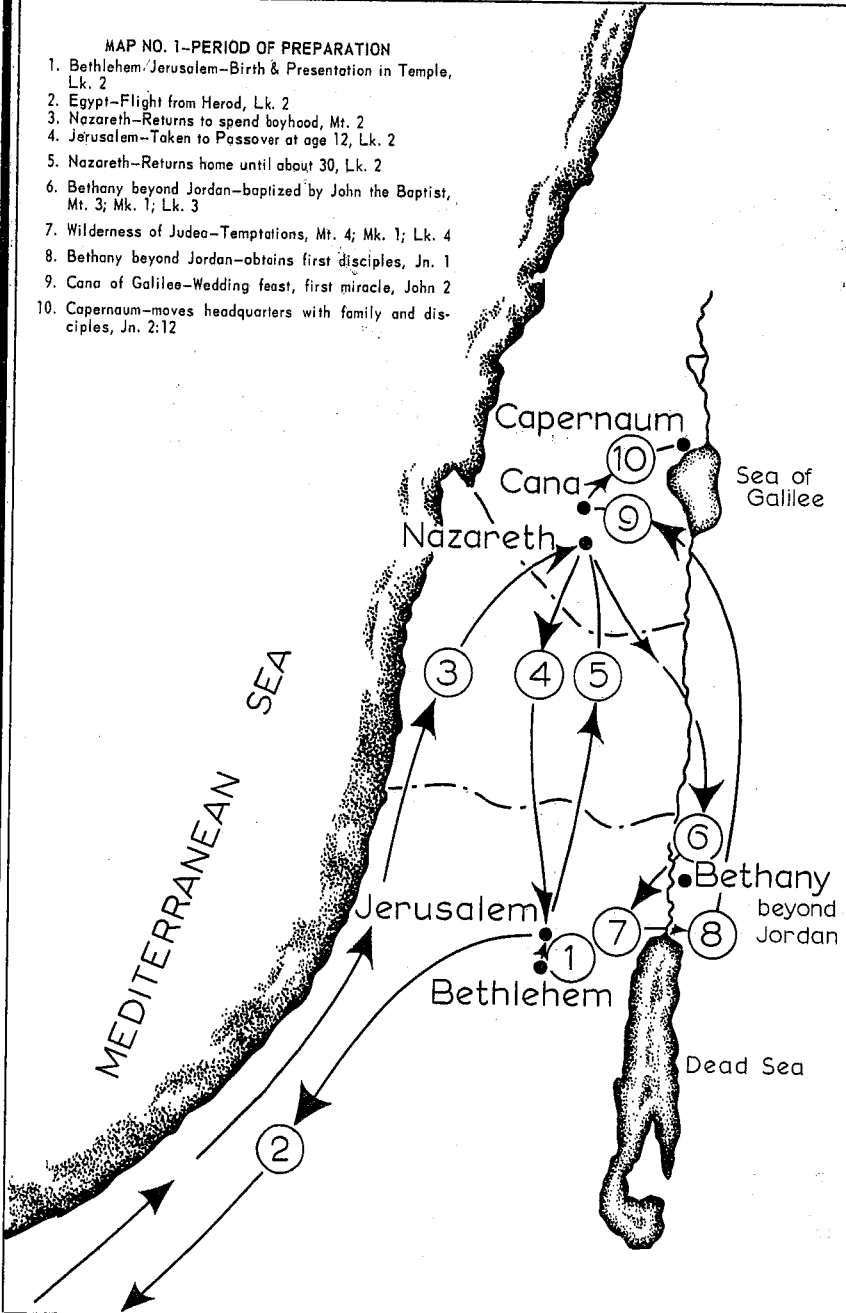 MAP NO. 1-PERIOD OF PREPARATION
1. Bethlehem/Jerusalem-Birth & Presentation in Temple,
Lk. 2
2. Egypt-Flight from Herod, Lk. 2
3. Nazareth-Returns to spend boyhood, Mt. 2
4. Jerusalem-Taken to Passover at age 12, Lk. 2
5. Nazareth-Returns home until about 30, Lk. 2
6. Bethany beyond Jordan-baptized by John the Baptist,
Mt. 3; Mk. 1; Lk. 3
7. Wilderness of Judea-Temptations, Mt. 4; Mk. 1; Lk. 4
8. Bethany beyond Jordan-obtains first disciples, Jn. 1
9. Cana of Galilee-Wedding feast, first miracle, John 2
10. Capernaum-moves headquarters with family and dis-
ciples, Jn. 2:12
Capernaum
10
Cana
Sea of
Galilee
9
Nazareth
3
4
5
MEDITERRANEAN SEA
6
Bethany
beyond
Jordan
Jerusalem
7
8
1
Bethlehem
Dead Sea
2